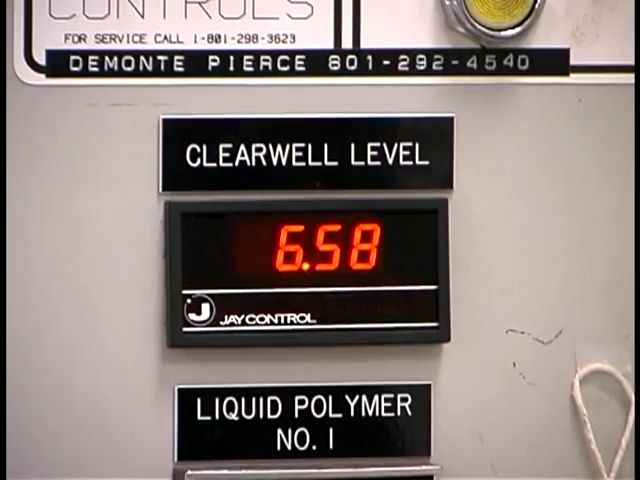 CONTROLS
FOR SERVICE CALL 1-801-298-3623
DEMONTE PIERCE 801-292-4540
CLEARWELL LEVEL
6.58
J JAY CONTROL
LIQUID POLYMER
NO. 1